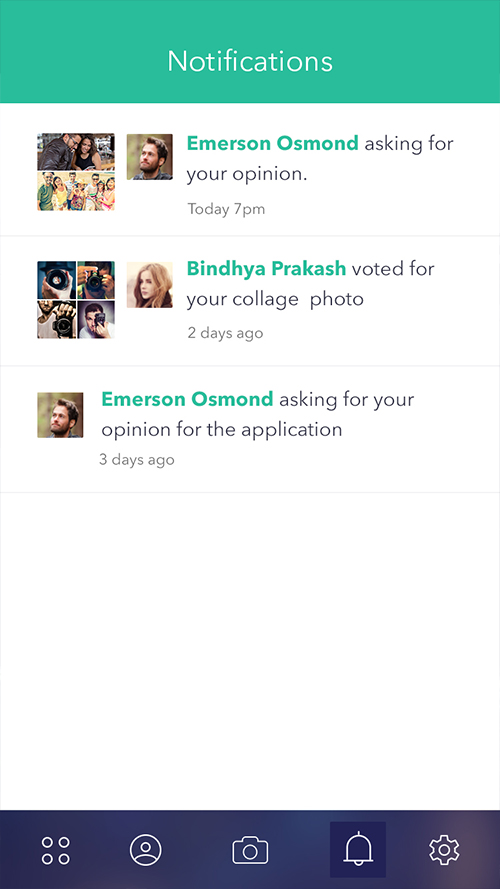 Notifications
Emerson Osmond asking for
your opinion.
Today 7pm
Bindhya Prakash voted for
your collage  photo
2 days ago
Emerson Osmond asking for your
opinion for the application
3 days ago